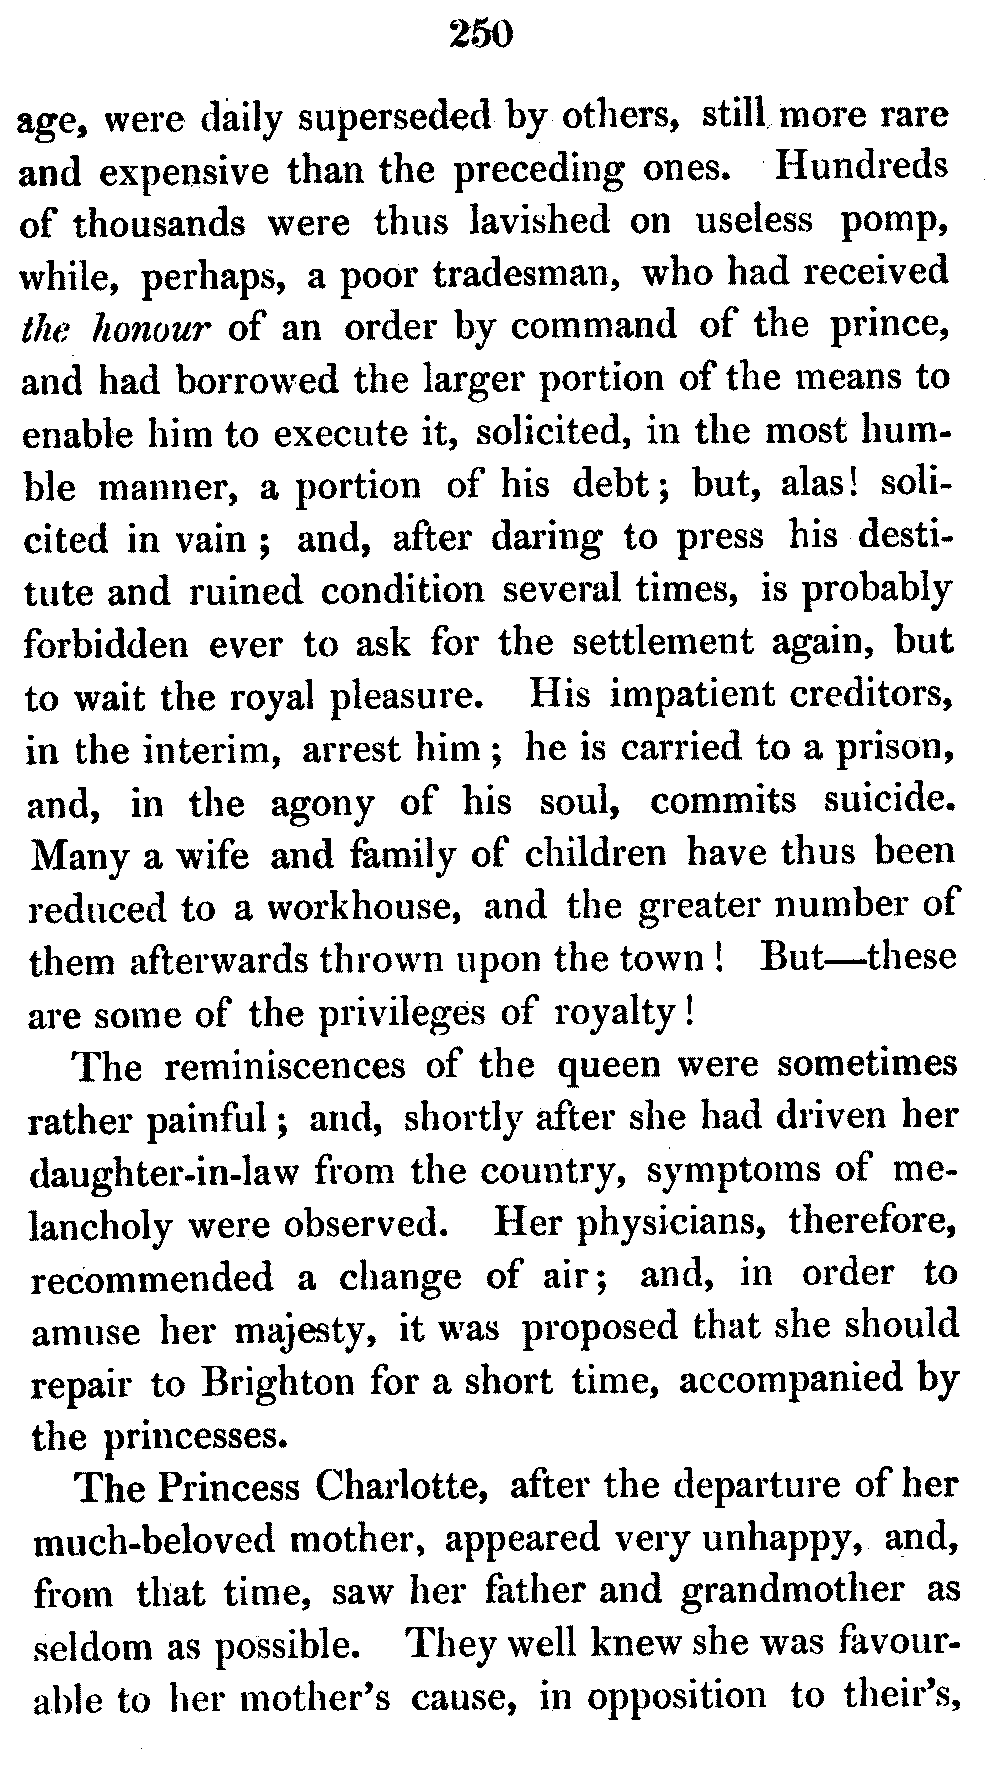 250
age, were daily superseded by others, still more rare
and expensive than the preceding ones. Hundreds
of thousands were thus lavished on useless pomp,
while, perhaps, a poor tradesman, who had received
the honour of an order by command of the prince,
and had borrowed the larger portion of the means to
enable him to execute it, solicited, in the most hum-
ble manner, a portion of his debt; but, alas! soli-
cited in vain; and, after daring to press his desti-
tute and ruined condition several times, is probably
forbidden ever to ask for the settlement again, but
to wait the royal pleasure. His impatient creditors,
in the interim, arrest him; he is carried to a prison,
and, in the agony of his soul, commits suicide.
Many a wife and family of children have thus been
reduced to a workhouse, and the greater number of
them afterwards thrown upon the town! But—these
are some of the privileges of royalty!
The reminiscences of the queen were sometimes
rather painful; and, shortly after she had driven her
daughter-in-law from the country, symptoms of me-
lancholy were observed. Her physicians, therefore,
recommended a change of air; and, in order to
amuse her majesty, it was proposed that she should
repair to Brighton for a short time, accompanied by
the princesses.
The Princess Charlotte, after the departure of her
much-beloved mother, appeared very unhappy, and,
from that time, saw her father and grandmother as
seldom as possible. They well knew she was favour-
able to her mother's cause, in opposition to their's,